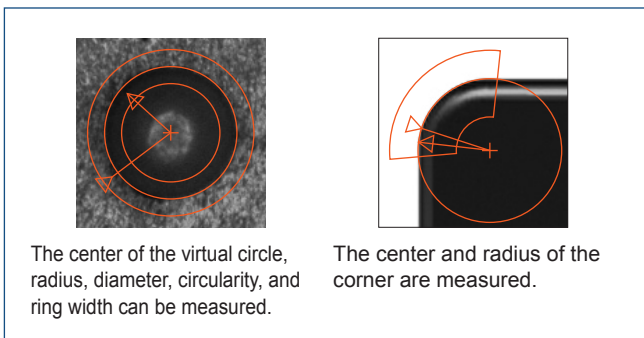 The center of the virtual circle,
radius, diameter, circularity, and
ring width can be measured.
The center and radius of the
corner are measured.